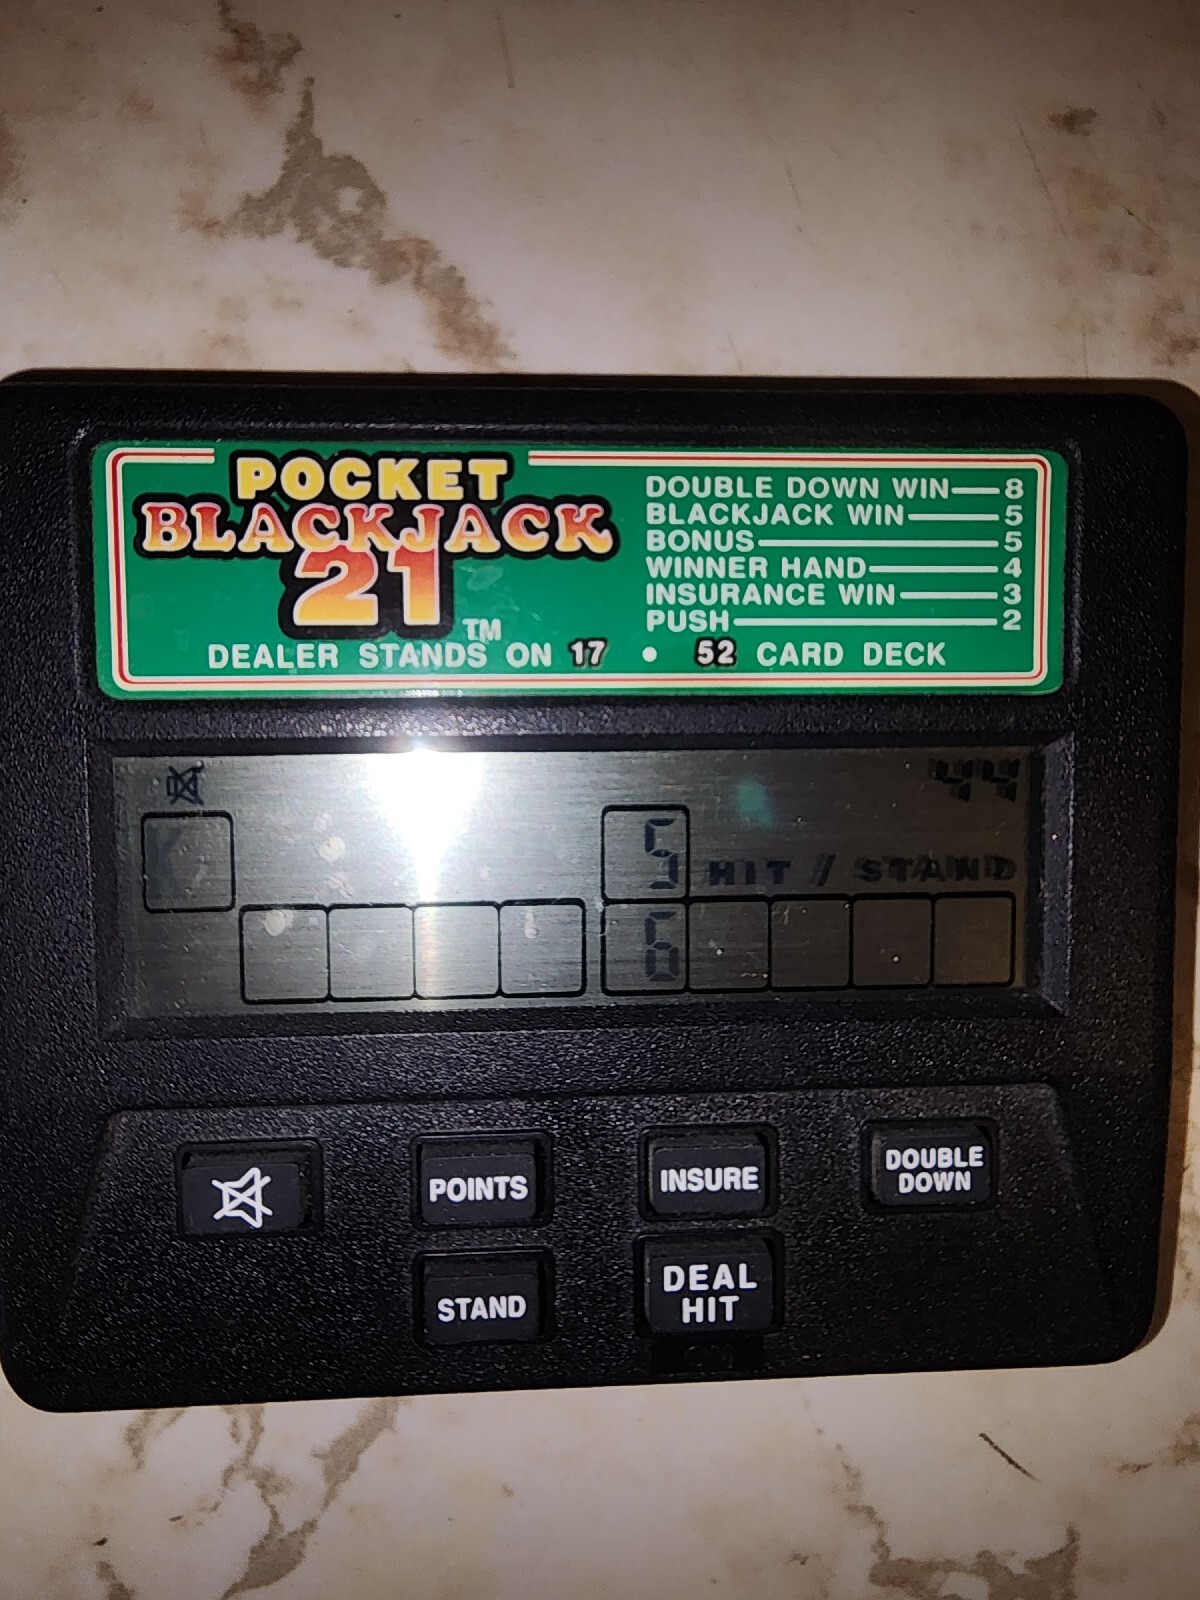 POCKET
BLACKJACK
21™
DOUBLE DOWN WIN 8
BLACKJACK WIN 5
BONUS 5
WINNER HAND 4
INSURANCE WIN 3
PUSH 2
DEALER STANDS ON 17 • 52 CARD DECK
44
K
5 HIT / STAND
6
POINTS
INSURE
DOUBLE
DOWN
STAND
DEAL
HIT